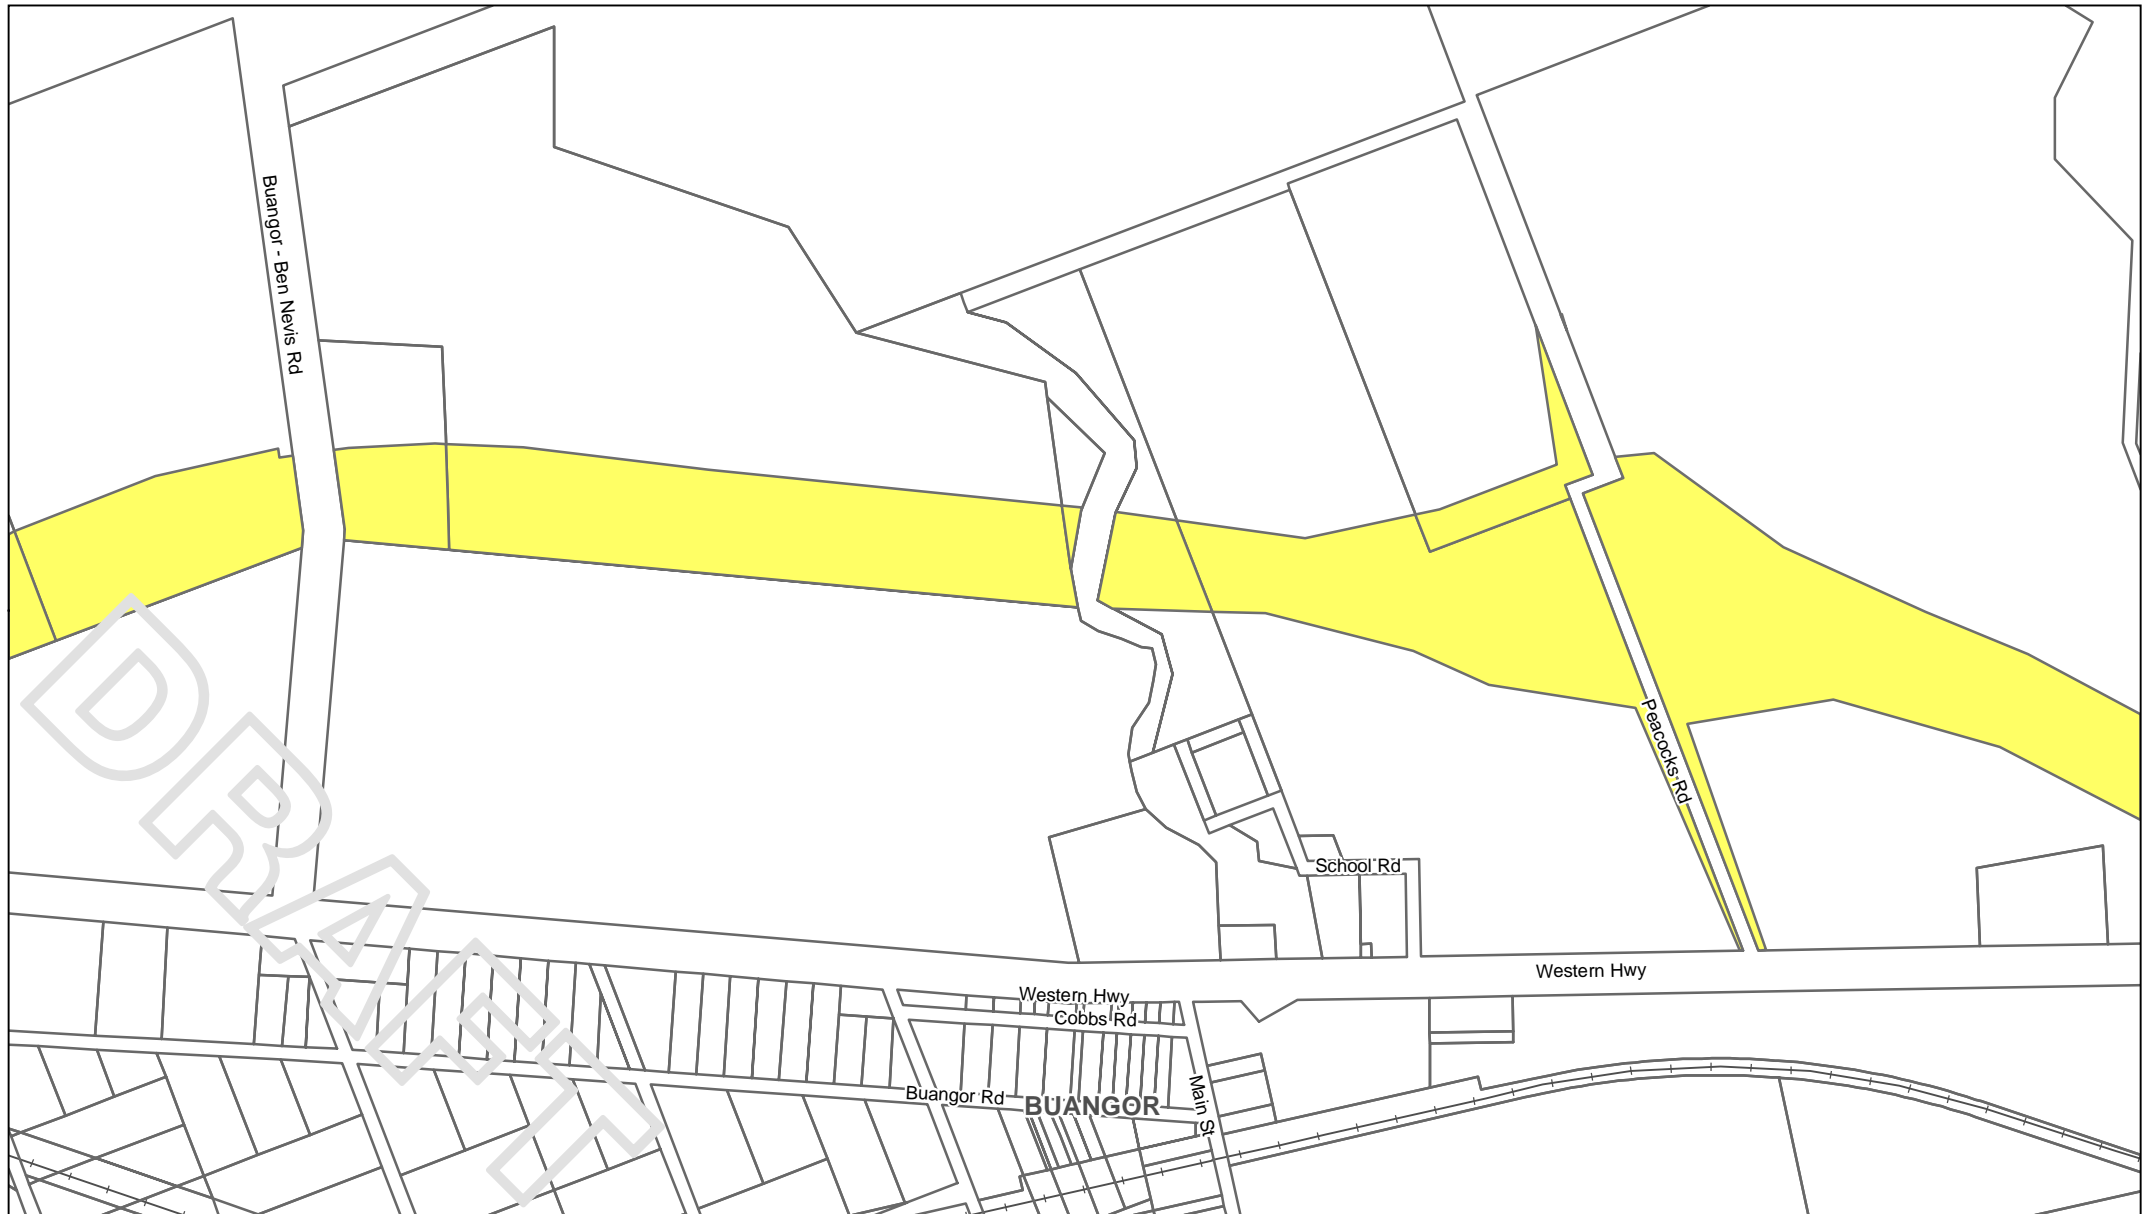 Buangor - Ben Nevis Rd
Peacocks Rd
School Rd
Western Hwy
Western Hwy
Cobbs Rd
Buangor Rd
BUANGOR
Main St
DRAFT